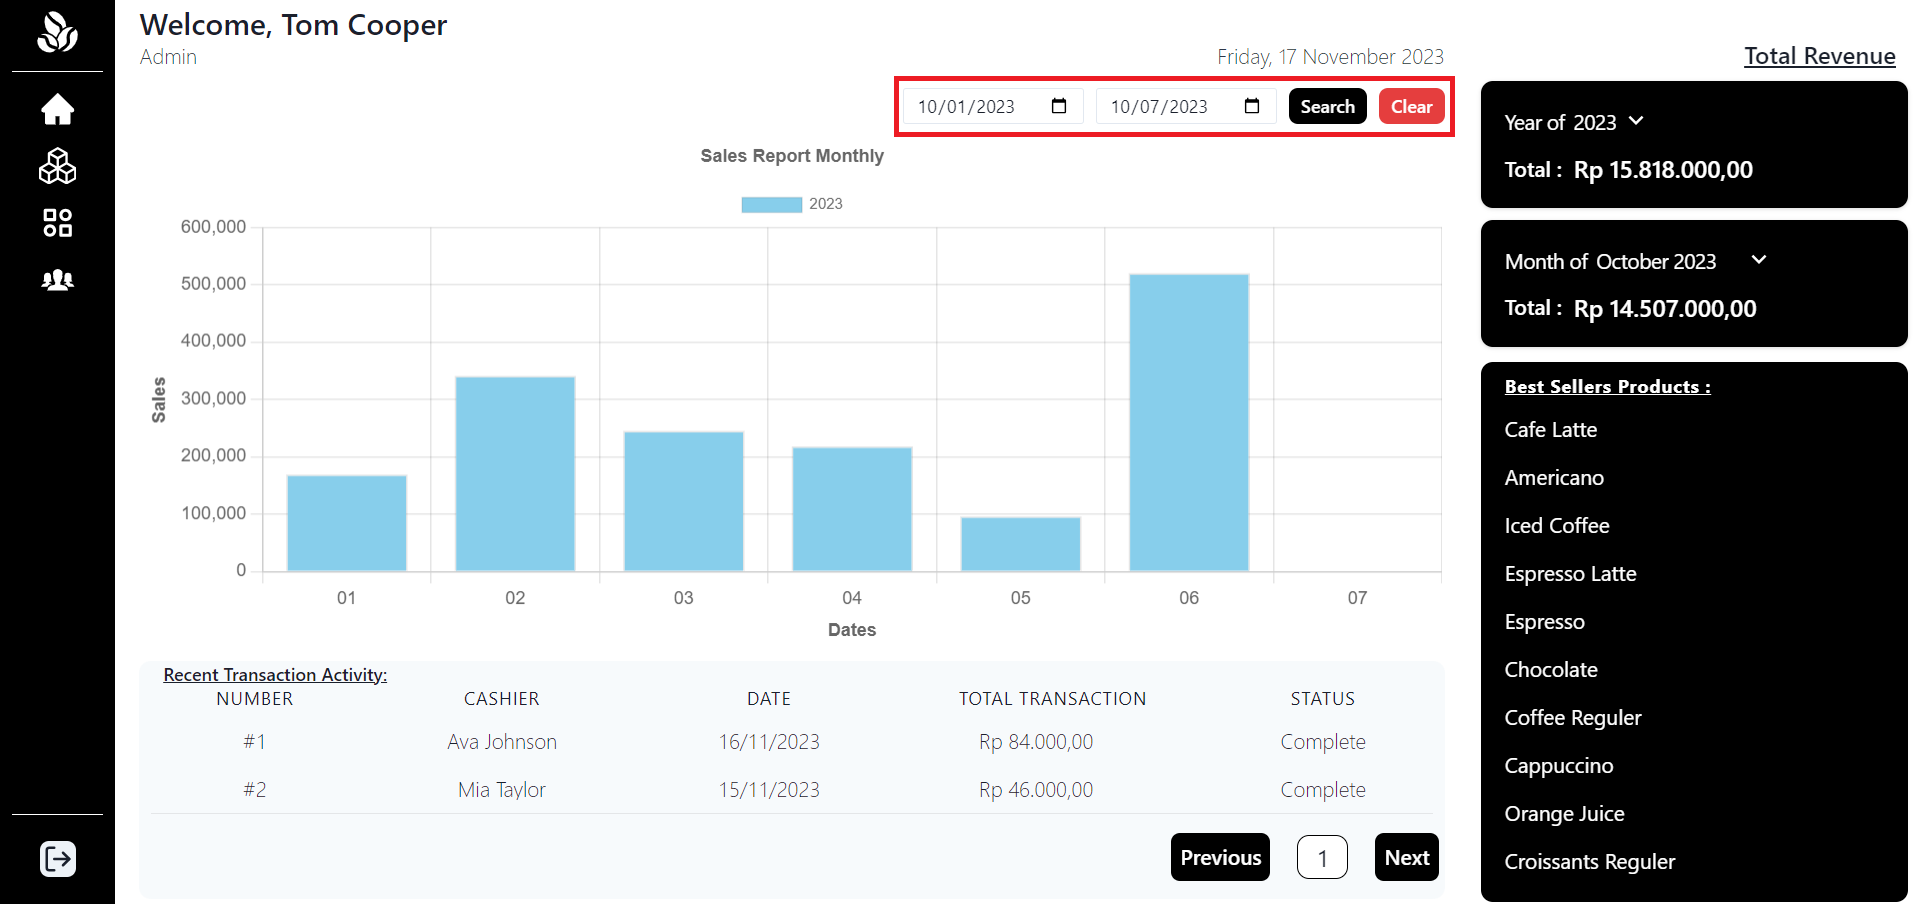 Welcome, Tom Cooper
Admin
Friday, 17 November 2023
10/01/2023 10/07/2023 Search Clear
Sales Report Monthly
2023
600,000
500,000
400,000
300,000
200,000
100,000
0
Sales
01 02 03 04 05 06 07
Dates
Recent Transaction Activity:
NUMBER CASHIER DATE TOTAL TRANSACTION STATUS
#1 Ava Johnson 16/11/2023 Rp 84.000,00 Complete
#2 Mia Taylor 15/11/2023 Rp 46.000,00 Complete
Previous 1 Next
Total Revenue
Year of 2023
Total : Rp 15.818.000,00
Month of October 2023
Total : Rp 14.507.000,00
Best Sellers Products :
Cafe Latte
Americano
Iced Coffee
Espresso Latte
Espresso
Chocolate
Coffee Reguler
Cappuccino
Orange Juice
Croissants Reguler